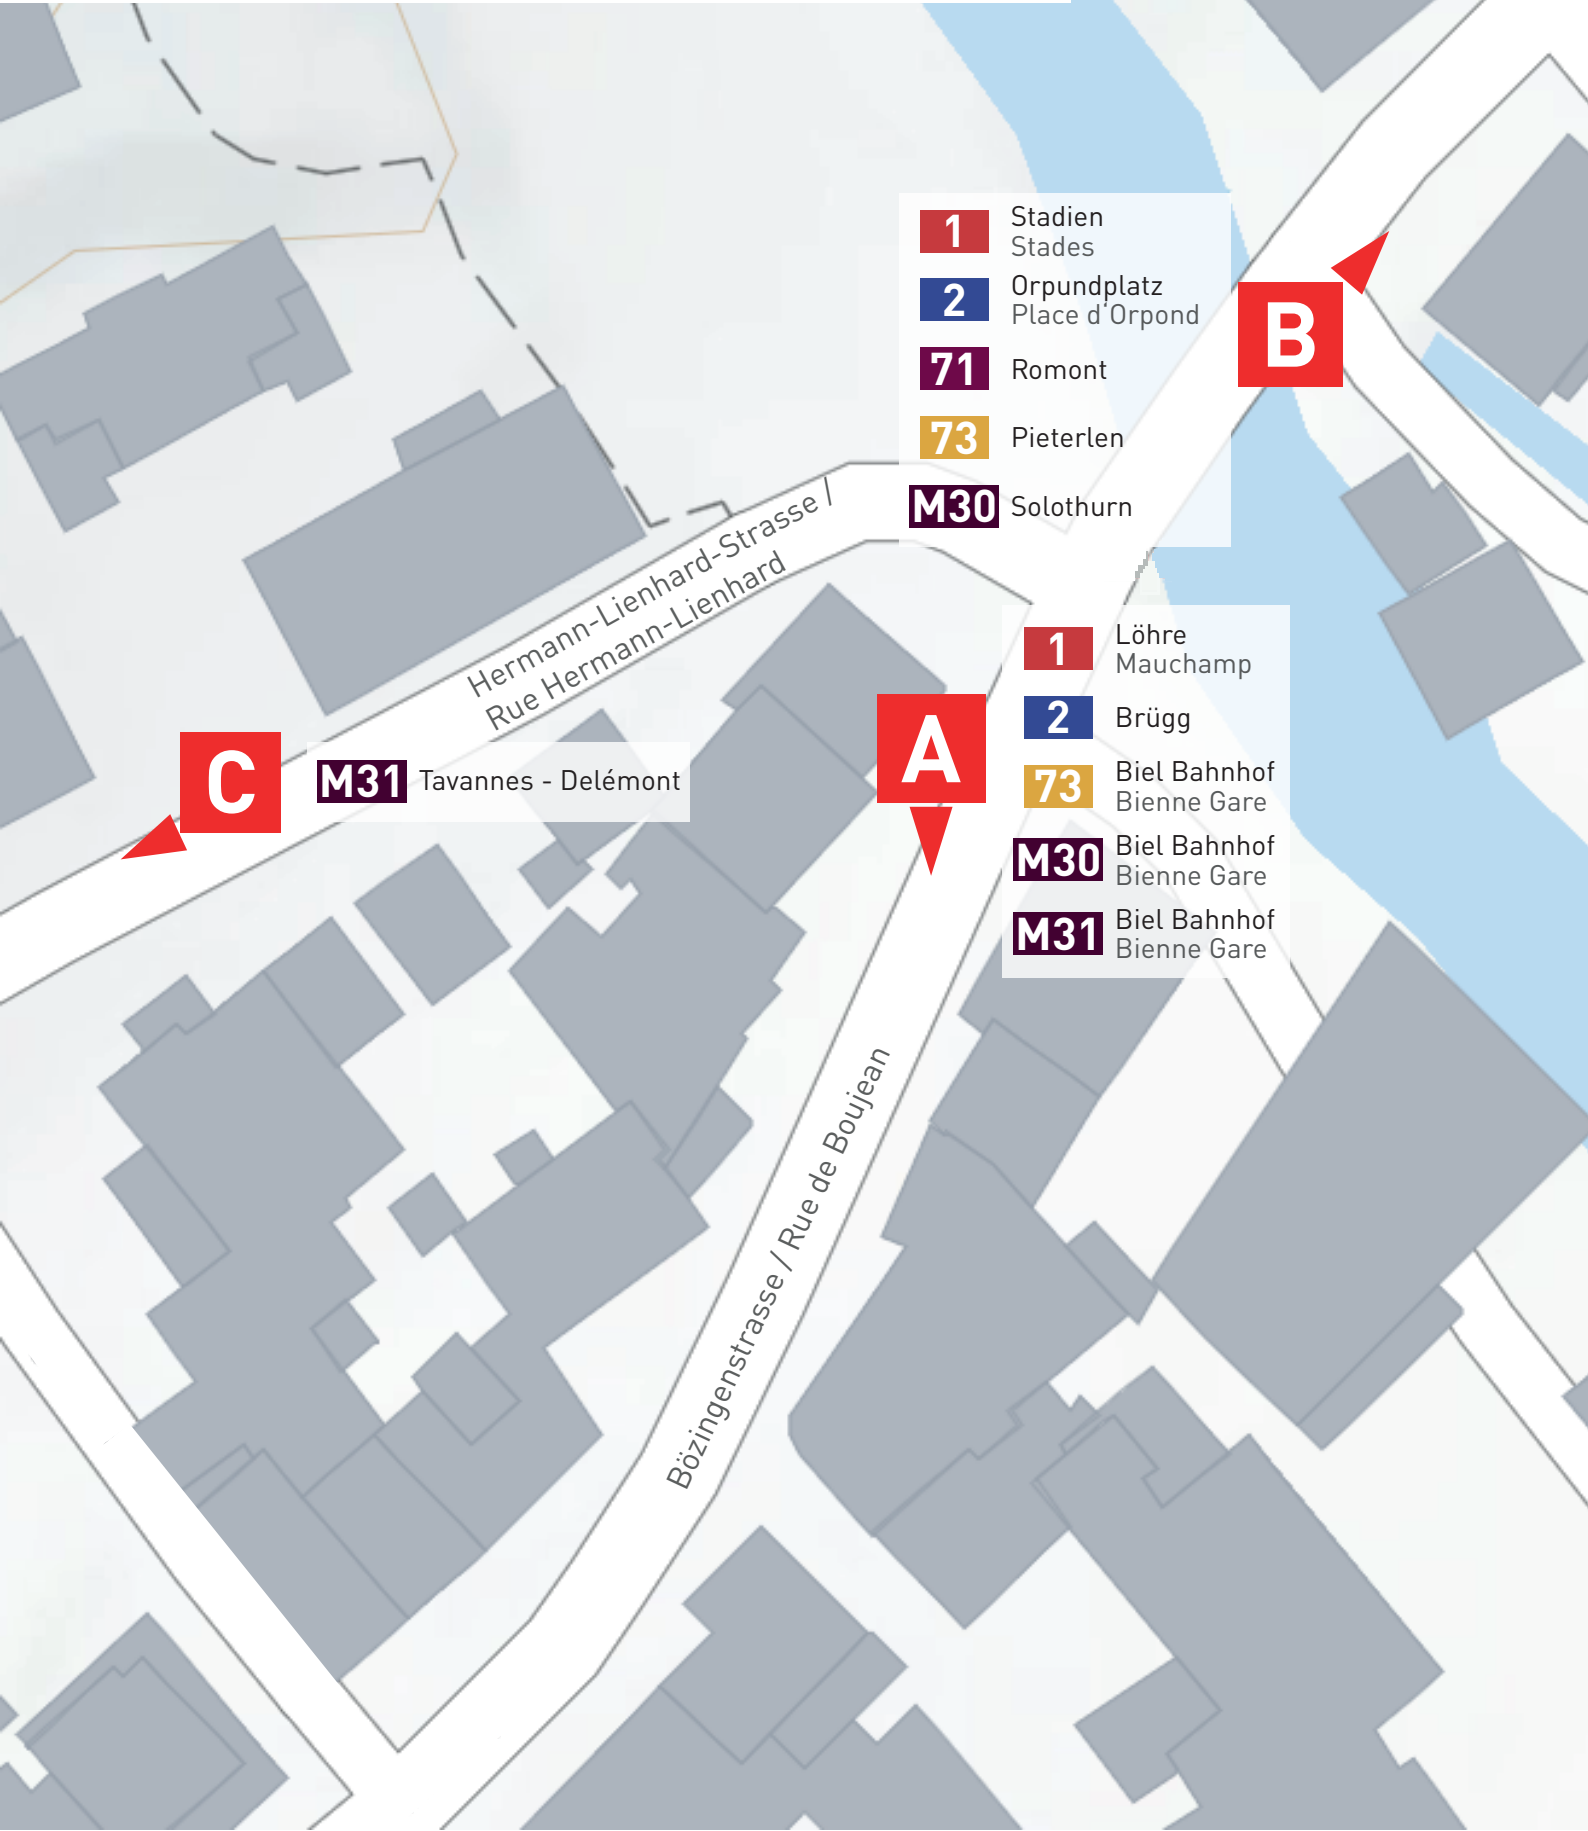 1 Stadien
Stades
2 Orpundplatz
Place d'Orpond
71 Romont
73 Pieterlen
M30 Solothurn
B
Hermann-Lienhard-Strasse /
Rue Hermann-Lienhard
A
1 Löhre
Mauchamp
2 Brügg
73 Biel Bahnhof
Bienne Gare
M30 Biel Bahnhof
Bienne Gare
M31 Biel Bahnhof
Bienne Gare
C
M31 Tavannes - Delémont
Bözingenstrasse / Rue de Boujean